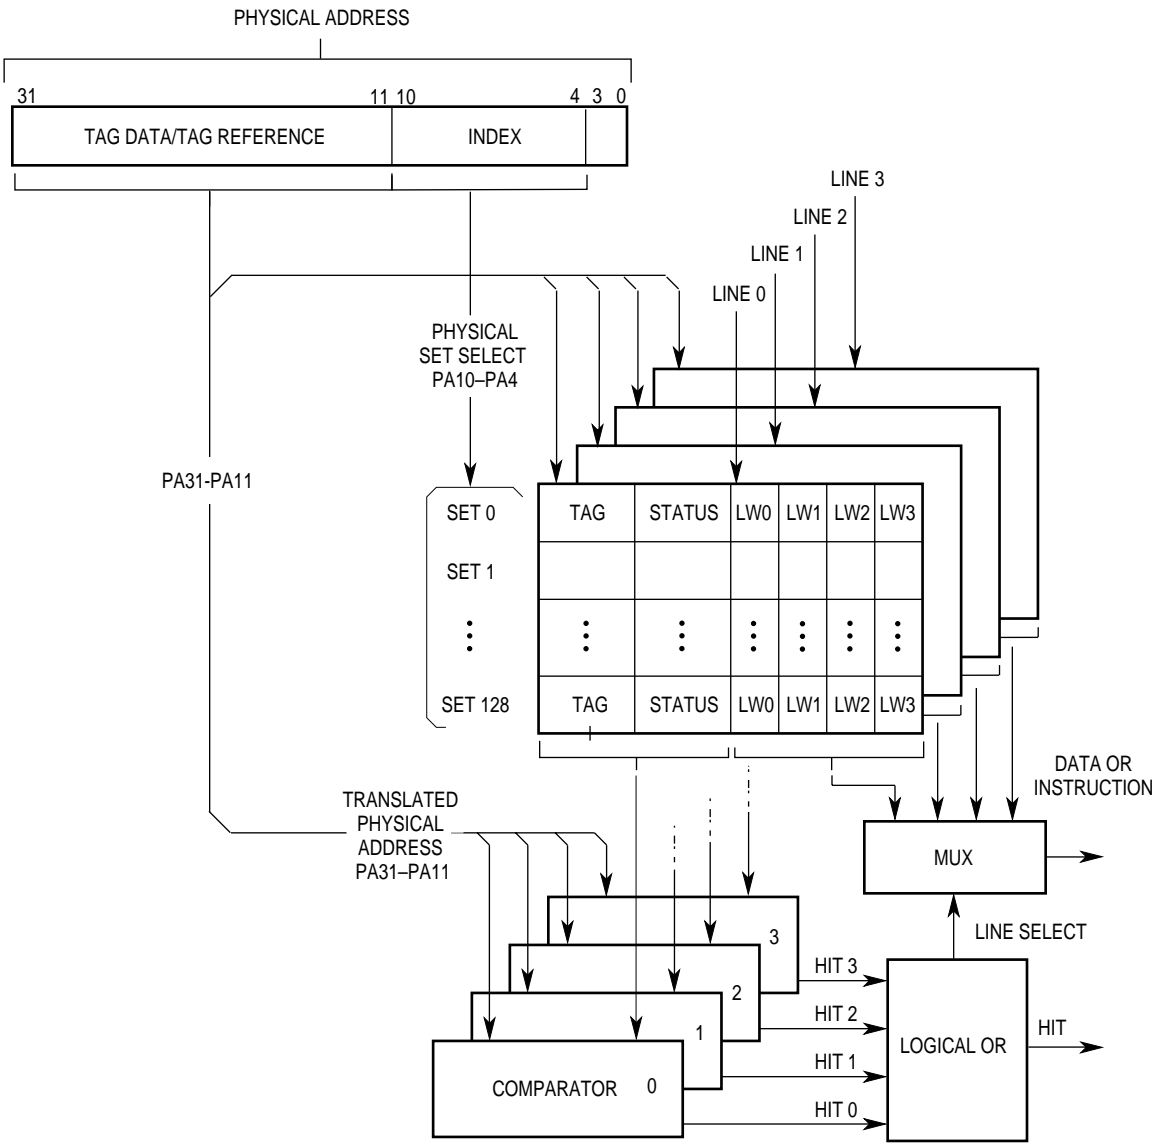 PHYSICAL ADDRESS
31 11 10 4 3 0
TAG DATA/TAG REFERENCE INDEX
LINE 3
LINE 2
LINE 1
LINE 0
PHYSICAL
SET SELECT
PA10–PA4
PA31-PA11
SET 0 TAG STATUS LW0 LW1 LW2 LW3
SET 1
SET 128 TAG STATUS LW0 LW1 LW2 LW3
DATA OR
INSTRUCTION
TRANSLATED
PHYSICAL
ADDRESS
PA31–PA11
MUX
LINE SELECT
3
HIT 3
2
HIT 2
1
HIT 1
LOGICAL OR
HIT
COMPARATOR 0
HIT 0